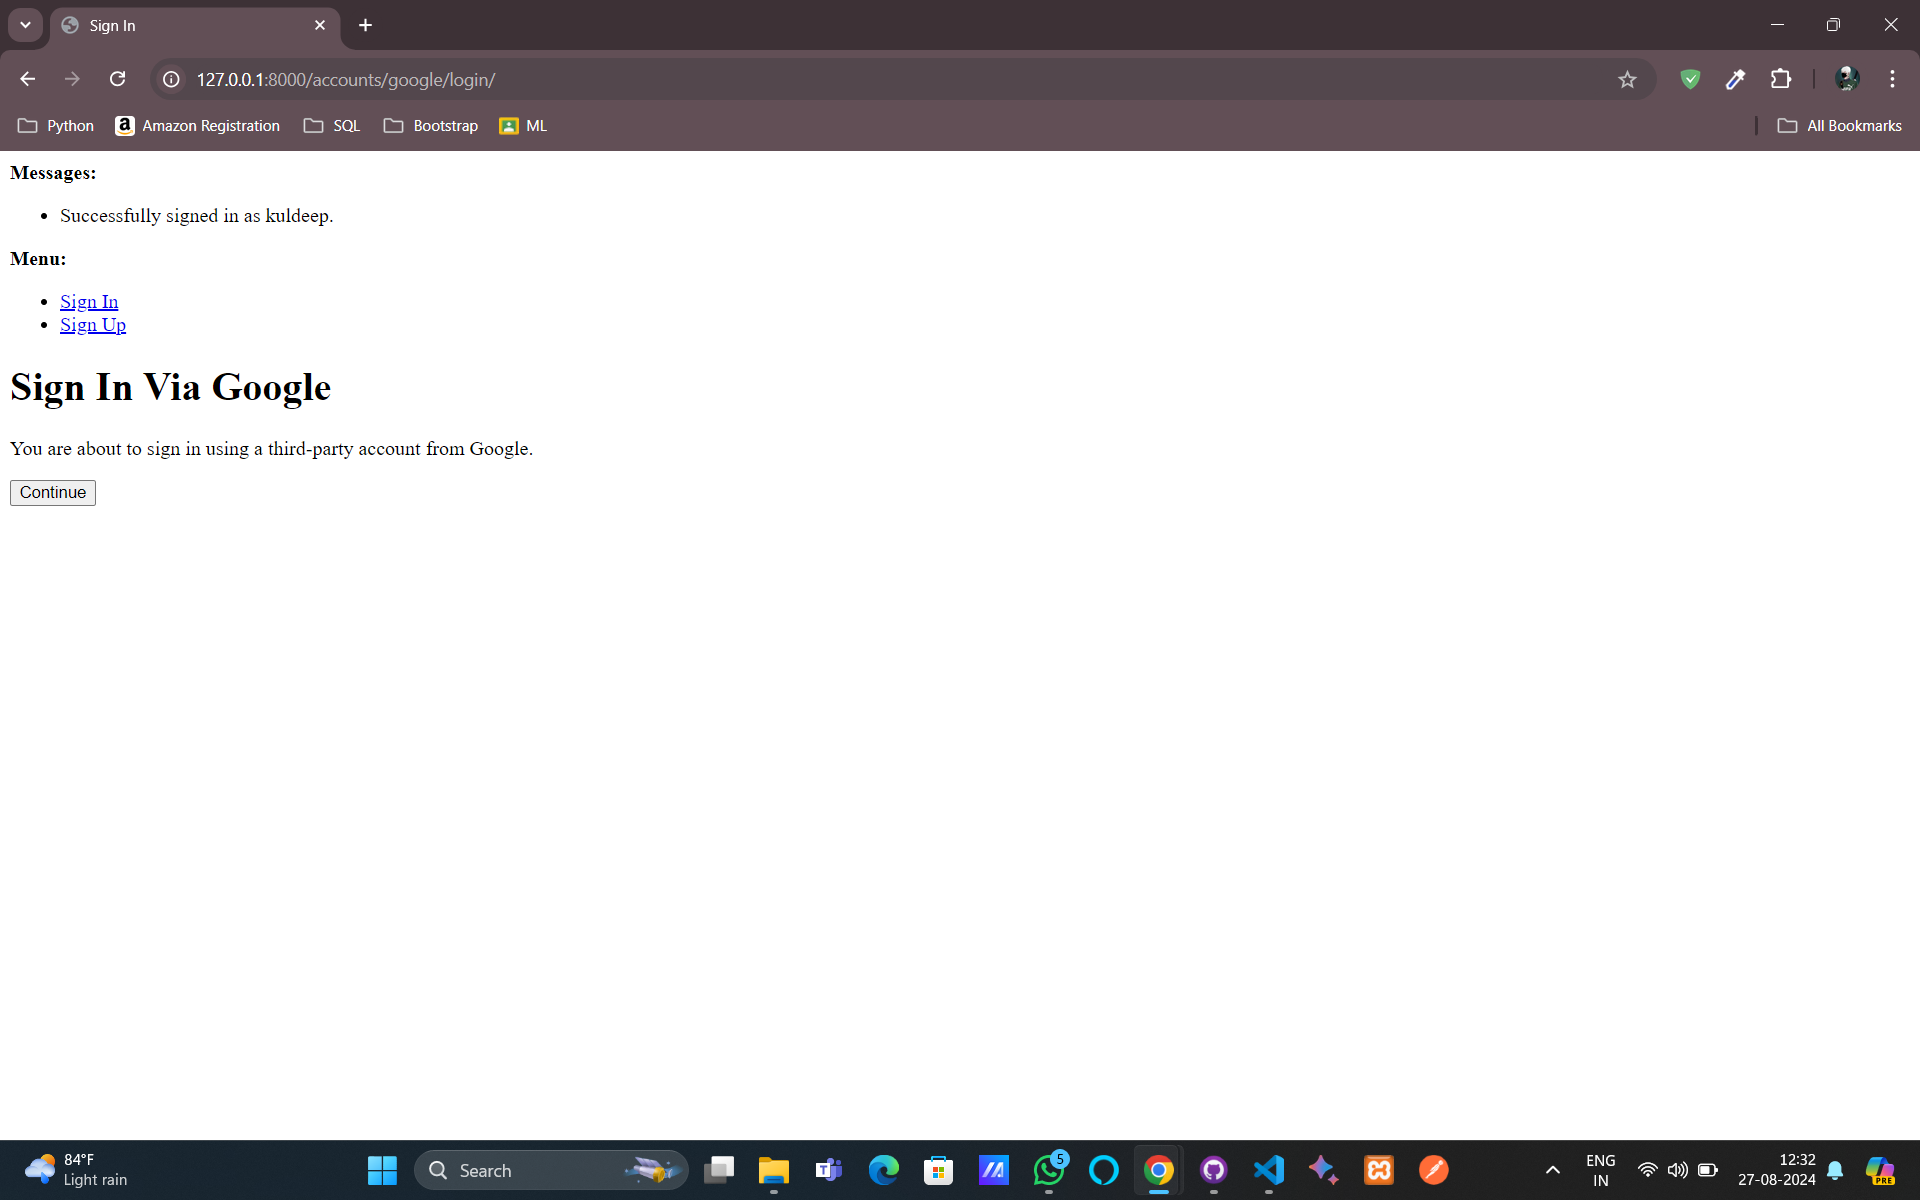 Sign In
127.0.0.1:8000/accounts/google/login/
Python
Amazon Registration
SQL
Bootstrap
ML
All Bookmarks
Messages:
Successfully signed in as kuldeep.
Menu:
Sign In
Sign Up
Sign In Via Google
You are about to sign in using a third-party account from Google.
Continue
84°F
Light rain
Search
5
ENG
IN
12:32
27-08-2024
PRE